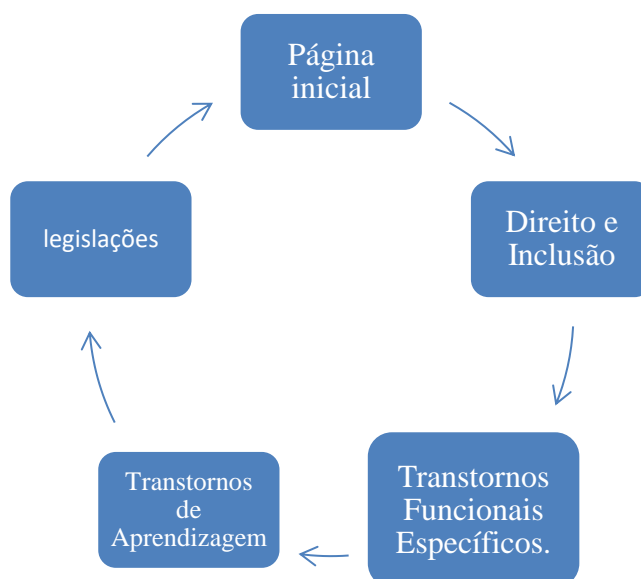 Página
inicial
Direito e
Inclusão
Transtornos
Funcionais
Específicos.
Transtornos
de
Aprendizagem
legislações